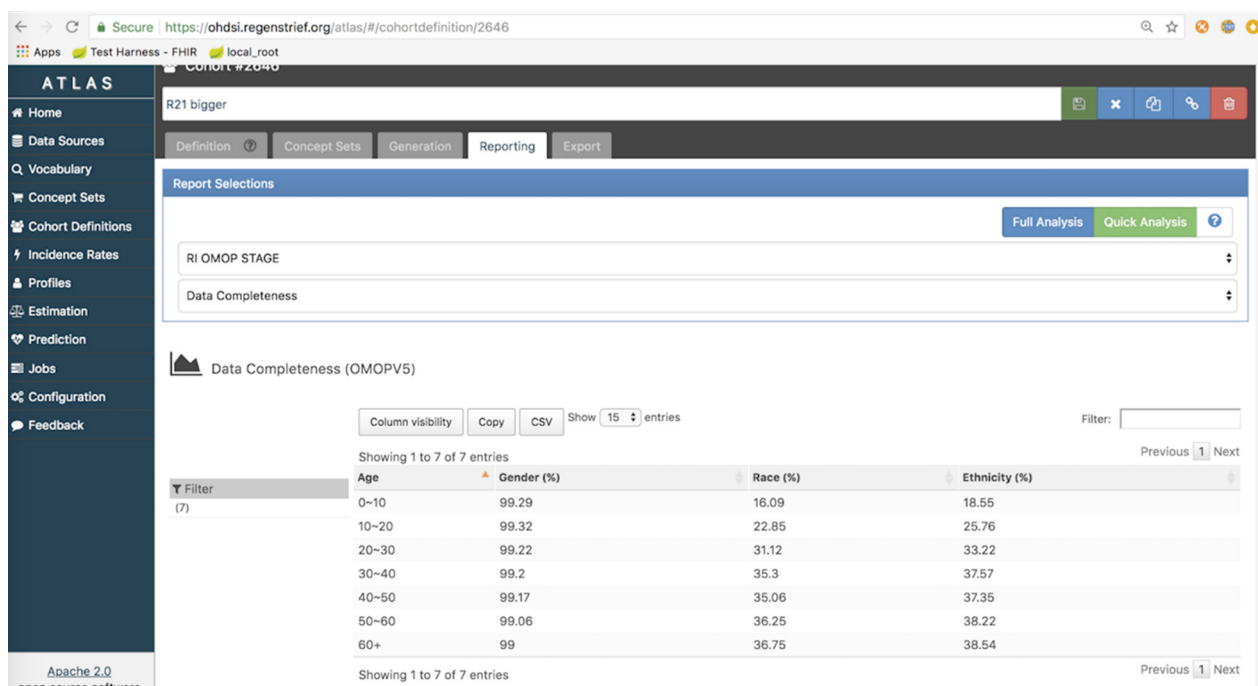 Secure https://ohdsi.regenstrief.org/atlas/#/cohortdefinition/2646
Apps Test Harness - FHIR local_root
ATLAS
Cohort #2646
Home
R21 bigger
Data Sources
Definition Concept Sets Generation Reporting Export
Vocabulary
Report Selections
Concept Sets
Full Analysis Quick Analysis ?
Cohort Definitions
Incidence Rates
RI OMOP STAGE
Profiles
Data Completeness
Estimation
Prediction
Jobs
Data Completeness (OMOPV5)
Configuration
Feedback
Column visibility Copy CSV Show 15 entries Filter:
Showing 1 to 7 of 7 entries Previous 1 Next
Filter
(7)
Age Gender (%) Race (%) Ethnicity (%)
0~10 99.29 16.09 18.55
10~20 99.32 22.85 25.76
20~30 99.22 31.12 33.22
30~40 99.2 35.3 37.57
40~50 99.17 35.06 37.35
50~60 99.06 36.25 38.22
60+ 99 36.75 38.54
Showing 1 to 7 of 7 entries Previous 1 Next
Apache 2.0
open source software